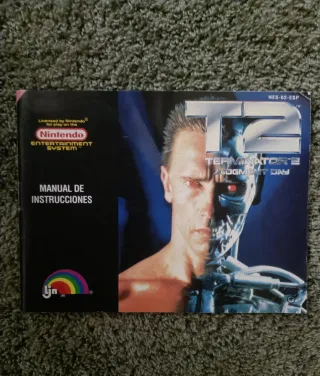 NES-S2-ESP
Licensed by Nintendo®
for play on the
Nintendo
ENTERTAINMENT
SYSTEM
MANUAL DE
INSTRUCCIONES
T2
TERMINATOR 2
JUDGMENT DAY
LJN